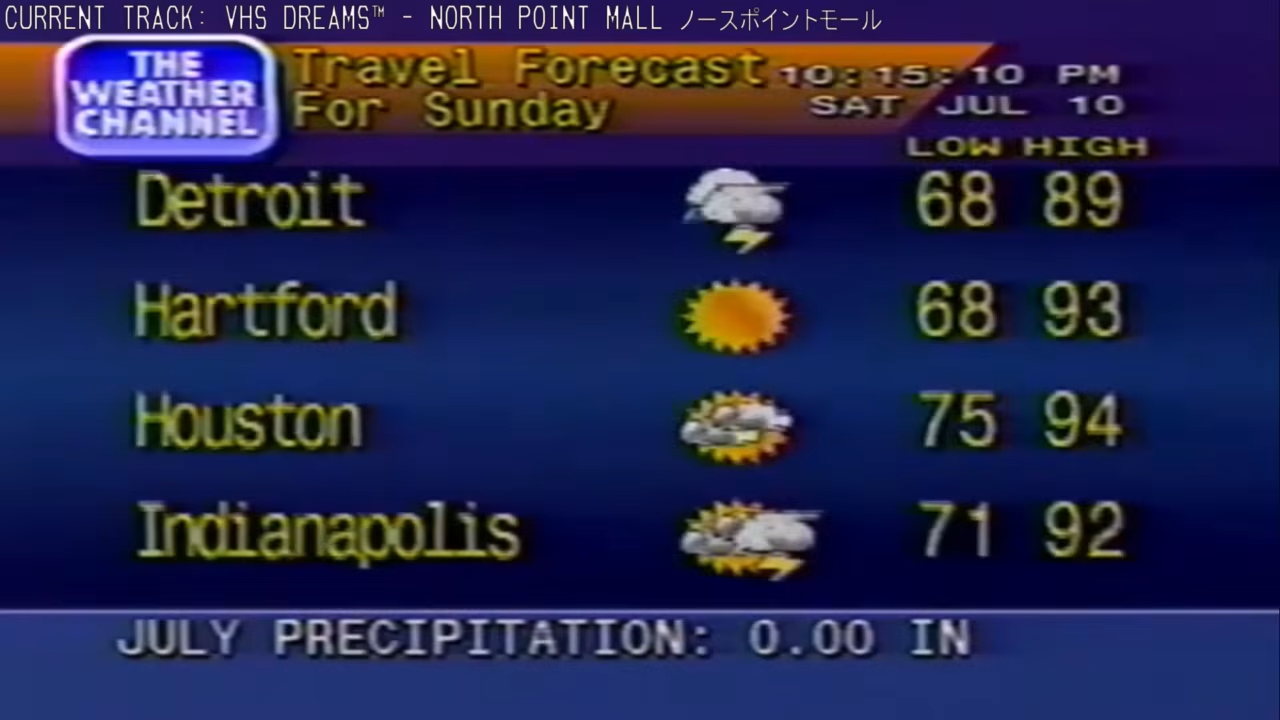 CURRENT TRACK: VHS DREAMS™ - NORTH POINT MALL ノースポイントモール
THE
WEATHER
CHANNEL
Travel Forecast
For Sunday
10:15:10 PM
SAT JUL 10
LOW HIGH
Detroit 68 89
Hartford 68 93
Houston 75 94
Indianapolis 71 92
JULY PRECIPITATION: 0.00 IN